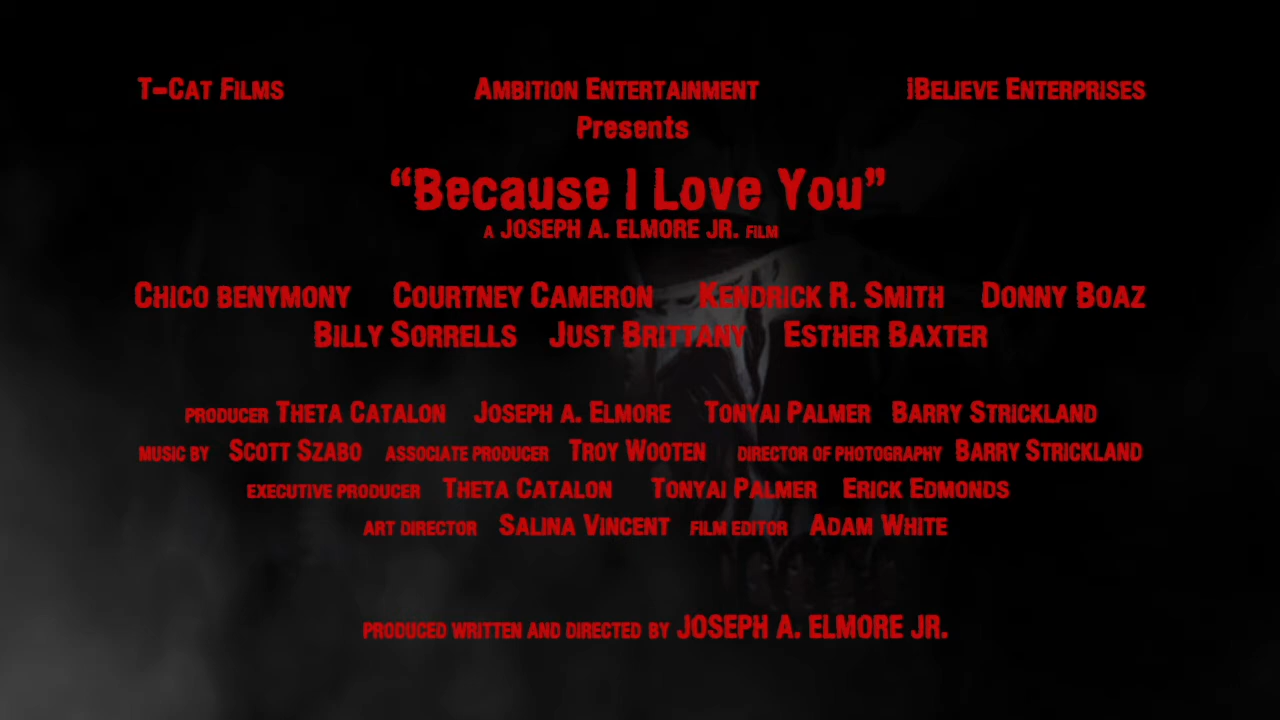 T-Cat Films Ambition Entertainment iBelieve Enterprises
Presents
“Because I Love You”
A JOSEPH A. ELMORE JR. FILM
Chico benymony Courtney Cameron Kendrick R. Smith Donny Boaz
Billy Sorrells Just Brittany Esther Baxter
PRODUCER Theta Catalon Joseph a. Elmore Tonyai Palmer Barry Strickland
MUSIC BY Scott Szabo ASSOCIATE PRODUCER Troy Wooten DIRECTOR OF PHOTOGRAPHY Barry Strickland
EXECUTIVE PRODUCER Theta Catalon Tonyai Palmer Erick Edmonds
ART DIRECTOR Salina Vincent FILM EDITOR Adam White
PRODUCED WRITTEN AND DIRECTED BY JOSEPH A. ELMORE JR.